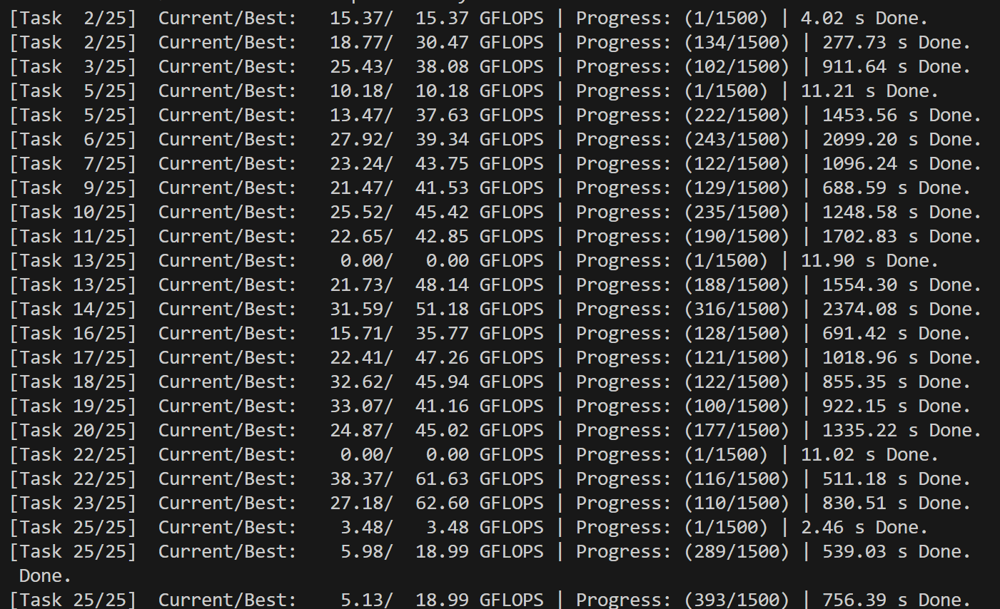 [Task  2/25]  Current/Best:   15.37/  15.37 GFLOPS | Progress: (1/1500) | 4.02 s Done.
[Task  2/25]  Current/Best:   18.77/  30.47 GFLOPS | Progress: (134/1500) | 277.73 s Done.
[Task  3/25]  Current/Best:   25.43/  38.08 GFLOPS | Progress: (102/1500) | 911.64 s Done.
[Task  5/25]  Current/Best:   10.18/  10.18 GFLOPS | Progress: (1/1500) | 11.21 s Done.
[Task  5/25]  Current/Best:   13.47/  37.63 GFLOPS | Progress: (222/1500) | 1453.56 s Done.
[Task  6/25]  Current/Best:   27.92/  39.34 GFLOPS | Progress: (243/1500) | 2099.20 s Done.
[Task  7/25]  Current/Best:   23.24/  43.75 GFLOPS | Progress: (122/1500) | 1096.24 s Done.
[Task  9/25]  Current/Best:   21.47/  41.53 GFLOPS | Progress: (129/1500) | 688.59 s Done.
[Task 10/25]  Current/Best:   25.52/  45.42 GFLOPS | Progress: (235/1500) | 1248.58 s Done.
[Task 11/25]  Current/Best:   22.65/  42.85 GFLOPS | Progress: (190/1500) | 1702.83 s Done.
[Task 13/25]  Current/Best:    0.00/   0.00 GFLOPS | Progress: (1/1500) | 11.90 s Done.
[Task 13/25]  Current/Best:   21.73/  48.14 GFLOPS | Progress: (188/1500) | 1554.30 s Done.
[Task 14/25]  Current/Best:   31.59/  51.18 GFLOPS | Progress: (316/1500) | 2374.08 s Done.
[Task 16/25]  Current/Best:   15.71/  35.77 GFLOPS | Progress: (128/1500) | 691.42 s Done.
[Task 17/25]  Current/Best:   22.41/  47.26 GFLOPS | Progress: (121/1500) | 1018.96 s Done.
[Task 18/25]  Current/Best:   32.62/  45.94 GFLOPS | Progress: (122/1500) | 855.35 s Done.
[Task 19/25]  Current/Best:   33.07/  41.16 GFLOPS | Progress: (100/1500) | 922.15 s Done.
[Task 20/25]  Current/Best:   24.87/  45.02 GFLOPS | Progress: (177/1500) | 1335.22 s Done.
[Task 22/25]  Current/Best:    0.00/   0.00 GFLOPS | Progress: (1/1500) | 11.02 s Done.
[Task 22/25]  Current/Best:   38.37/  61.63 GFLOPS | Progress: (116/1500) | 511.18 s Done.
[Task 23/25]  Current/Best:   27.18/  62.60 GFLOPS | Progress: (110/1500) | 830.51 s Done.
[Task 25/25]  Current/Best:    3.48/   3.48 GFLOPS | Progress: (1/1500) | 2.46 s Done.
[Task 25/25]  Current/Best:    5.98/  18.99 GFLOPS | Progress: (289/1500) | 539.03 s Done.
 Done.
[Task 25/25]  Current/Best:    5.13/  18.99 GFLOPS | Progress: (393/1500) | 756.39 s Done.